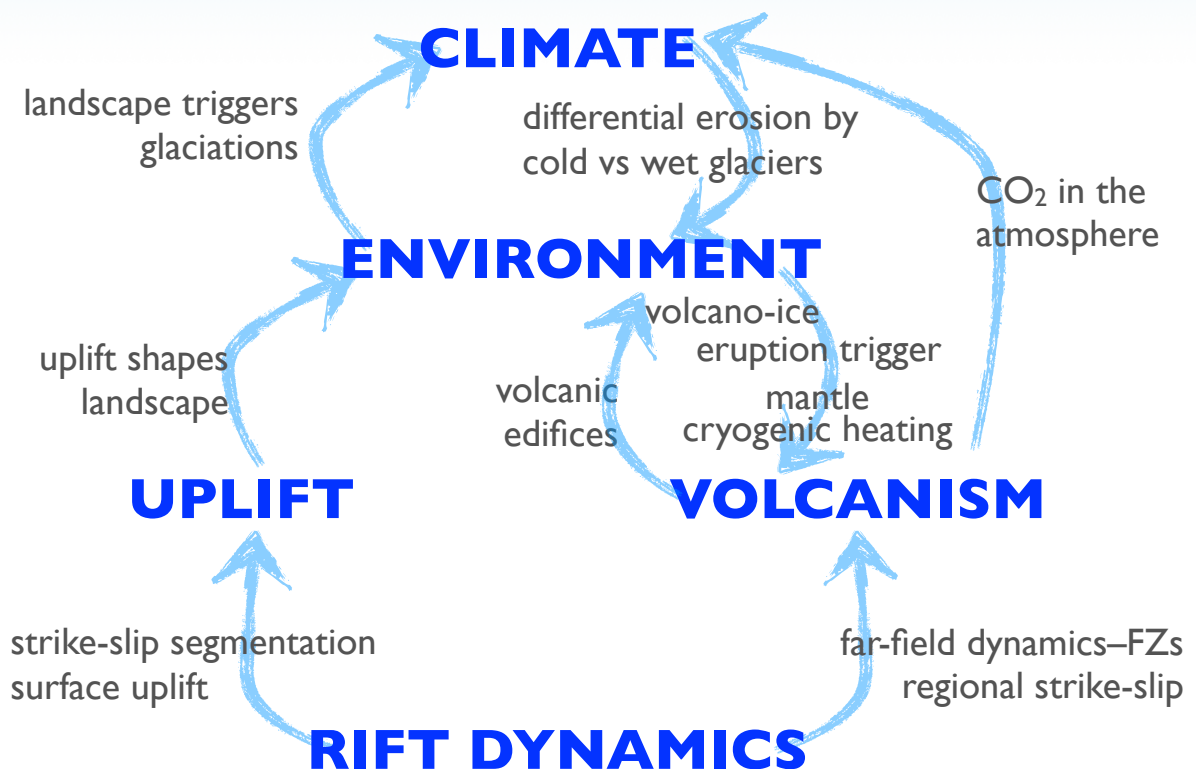 CLIMATE
landscape triggers
glaciations
differential erosion by
cold vs wet glaciers
CO₂ in the
atmosphere
ENVIRONMENT
uplift shapes
landscape
volcanic
edifices
volcano-ice
eruption trigger
mantle
cryogenic heating
UPLIFT
VOLCANISM
strike-slip segmentation
surface uplift
far-field dynamics–FZs
regional strike-slip
RIFT DYNAMICS